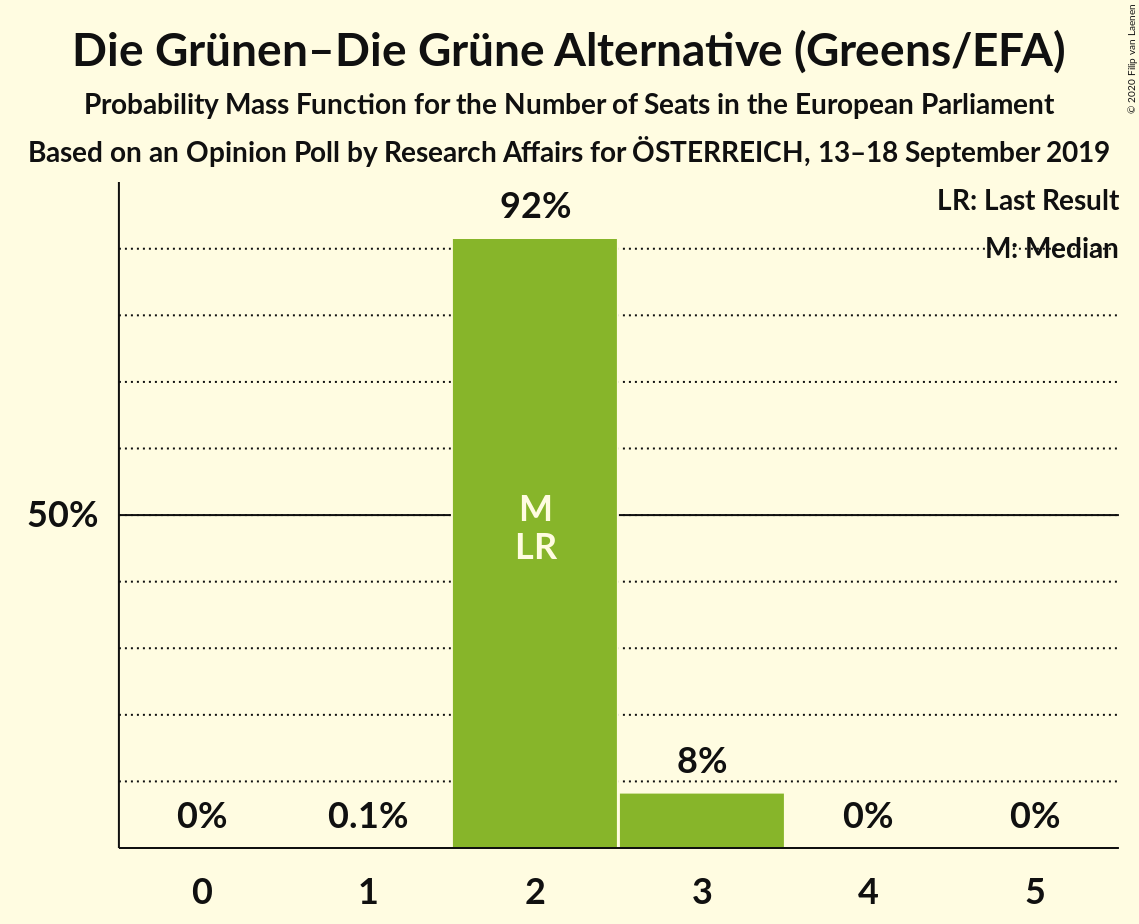 Die Grünen–Die Grüne Alternative (Greens/EFA)
Probability Mass Function for the Number of Seats in the European Parliament
Based on an Opinion Poll by Research Affairs for ÖSTERREICH, 13–18 September 2019
© 2020 Filip van Laenen
LR: Last Result
M: Median
92%
50%
M
LR
8%
0%
0.1%
0%
0%
0
1
2
3
4
5